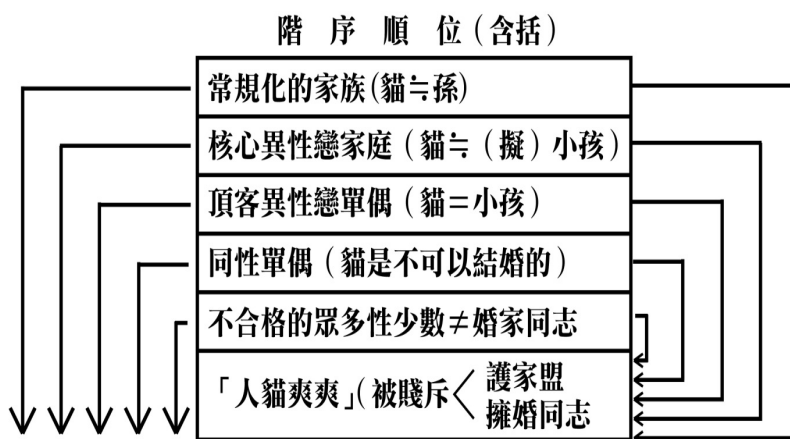 階序順位(含括)
常規化的家族(貓≒孫)
核心異性戀家庭(貓≒(擬)小孩)
頂客異性戀單偶(貓＝小孩)
同性單偶(貓是不可以結婚的)
不合格的眾多性少數≠婚家同志
「人貓爽爽」(被賤斥
護家盟
擁婚同志